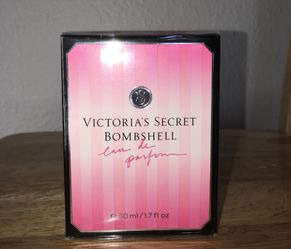 VICTORIA'S SECRET
BOMBSHELL
eau de
parfum
℮ 50 ml / 1.7 fl oz